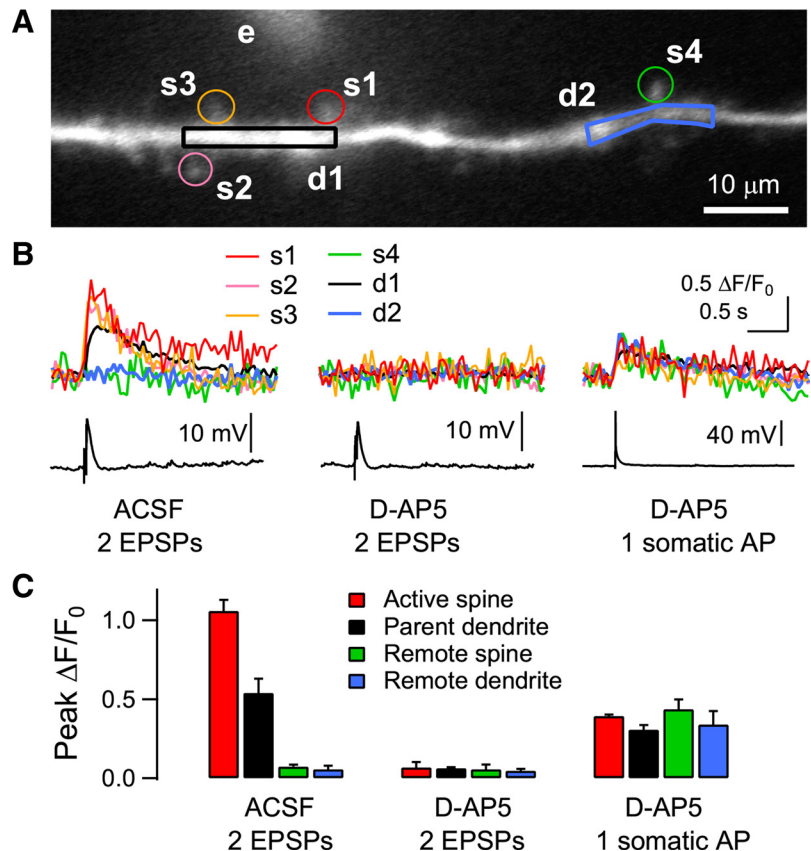 A
e
s3
s1
s4
d2
s2
d1
10 μm
B
s1
s4
s2
d1
s3
d2
0.5 ΔF/F0
0.5 s
10 mV
10 mV
40 mV
ACSF
2 EPSPs
D-AP5
2 EPSPs
D-AP5
1 somatic AP
C
Peak ΔF/F0
1.0
0.5
0.0
Active spine
Parent dendrite
Remote spine
Remote dendrite
ACSF
2 EPSPs
D-AP5
2 EPSPs
D-AP5
1 somatic AP